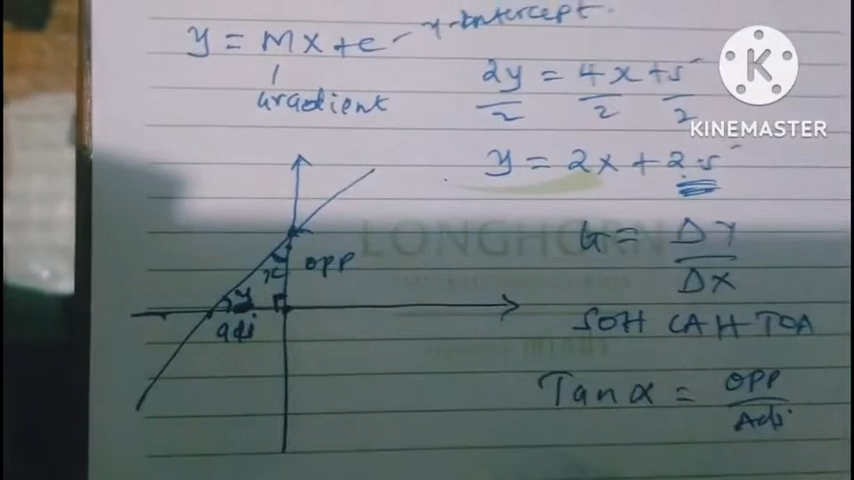 y = mx + c - y-intercept.
Gradient
2y = 4x + 5
2 2 2
y = 2x + 2.5
K
KINEMASTER
LONGHORN
G = ΔY
ΔX
x
opp
y
adj
SOH CAH TOA
Tan α = opp
Adj